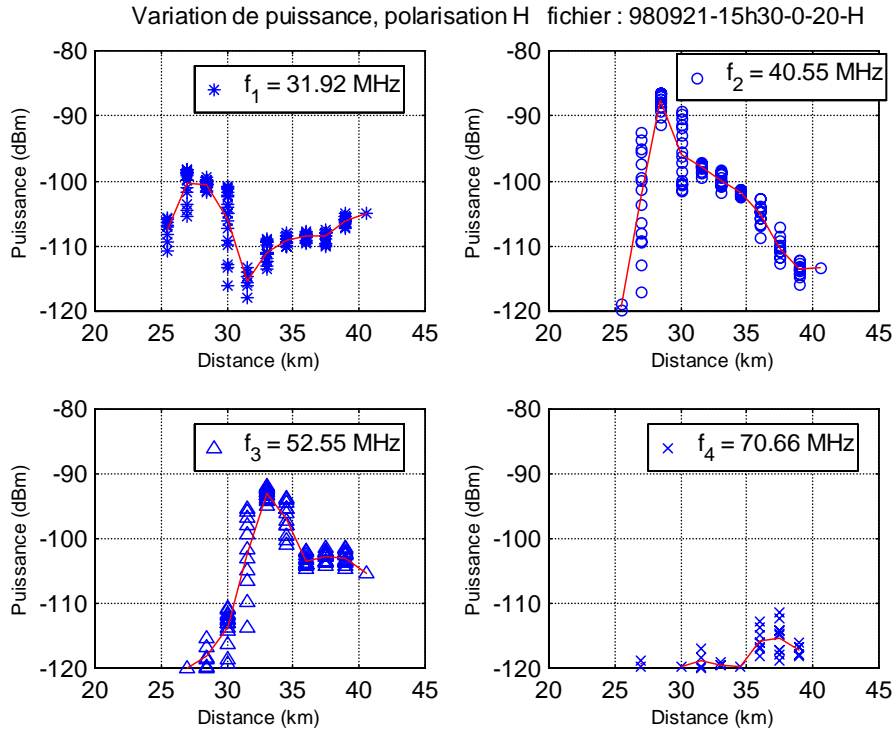 Variation de puissance, polarisation H   fichier : 980921-15h30-0-20-H
-80
-90
-100
-110
-120
20 25 30 35 40 45
Distance (km)
Puissance (dBm)
f_1 = 31.92 MHz
-80
-90
-100
-110
-120
20 25 30 35 40 45
Distance (km)
Puissance (dBm)
f_2 = 40.55 MHz
-80
-90
-100
-110
-120
20 25 30 35 40 45
Distance (km)
Puissance (dBm)
f_3 = 52.55 MHz
-80
-90
-100
-110
-120
20 25 30 35 40 45
Distance (km)
Puissance (dBm)
f_4 = 70.66 MHz